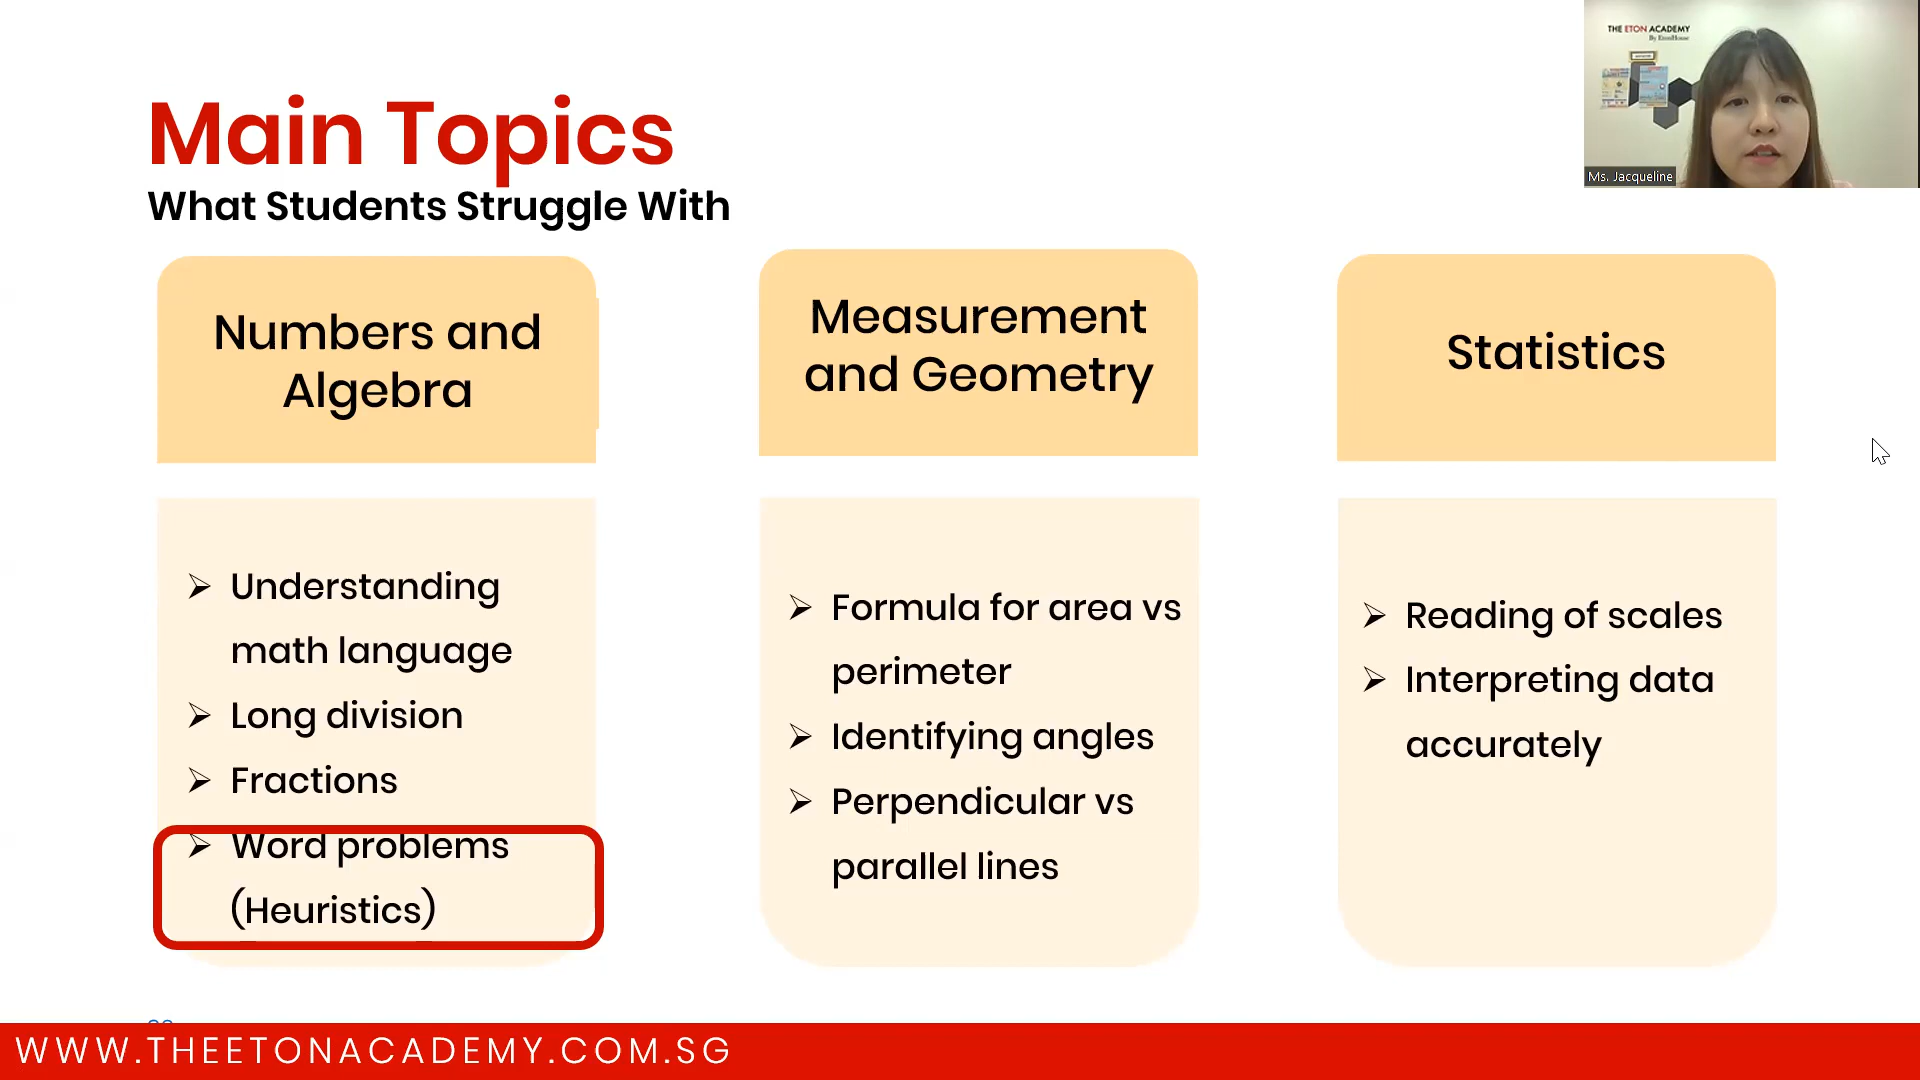 Main Topics
What Students Struggle With
THE ETON ACADEMY
By EtonHouse
Ms. Jacqueline
Numbers and
Algebra
➢ Understanding
math language
➢ Long division
➢ Fractions
➢ Word problems
(Heuristics)
Measurement
and Geometry
➢ Formula for area vs
perimeter
➢ Identifying angles
➢ Perpendicular vs
parallel lines
Statistics
➢ Reading of scales
➢ Interpreting data
accurately
WWW.THEETONACADEMY.COM.SG